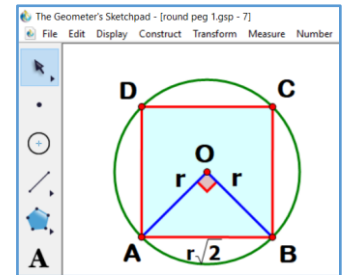 The Geometer's Sketchpad - [round peg 1.gsp - 7]
File Edit Display Construct Transform Measure Number
D C
O
r r
A r√2 B
A